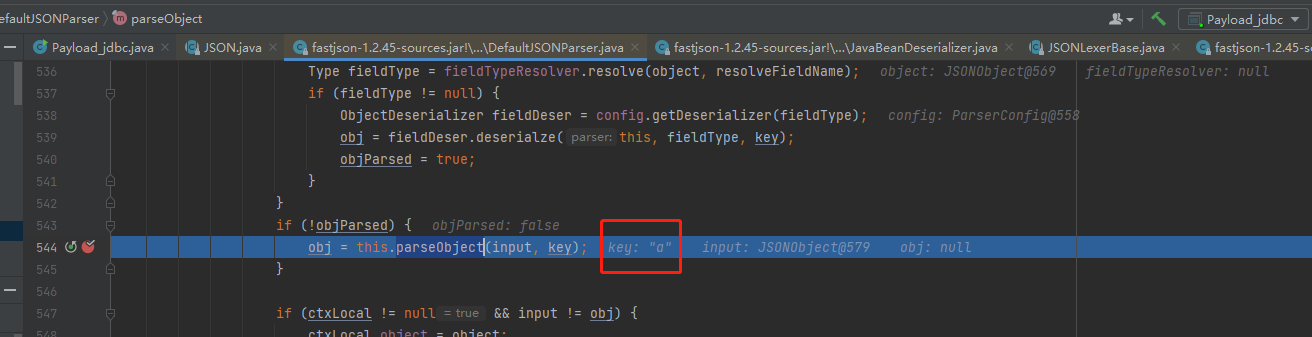 efaultJSONParser parseObject Payload_jdbc
Payload_jdbc.java JSON.java fastjson-1.2.45-sources.jar!\...\DefaultJSONParser.java fastjson-1.2.45-sources.jar!\...\JavaBeanDeserializer.java JSONLexerBase.java fastjson-1.2.45-s
536 Type fieldType = fieldTypeResolver.resolve(object, resolveFieldName); object: JSONObject@569 fieldTypeResolver: null
537 if (fieldType != null) {
538 ObjectDeserializer fieldDeser = config.getDeserializer(fieldType); config: ParserConfig@558
539 obj = fieldDeser.deserialze( parser: this, fieldType, key);
540 objParsed = true;
541 }
542 }
543 if (!objParsed) { objParsed: false
544 obj = this.parseObject(input, key); key: "a" input: JSONObject@579 obj: null
545 }
546
547 if (ctxLocal != null = true && input != obj) {
548 ctxLocal.object = object;